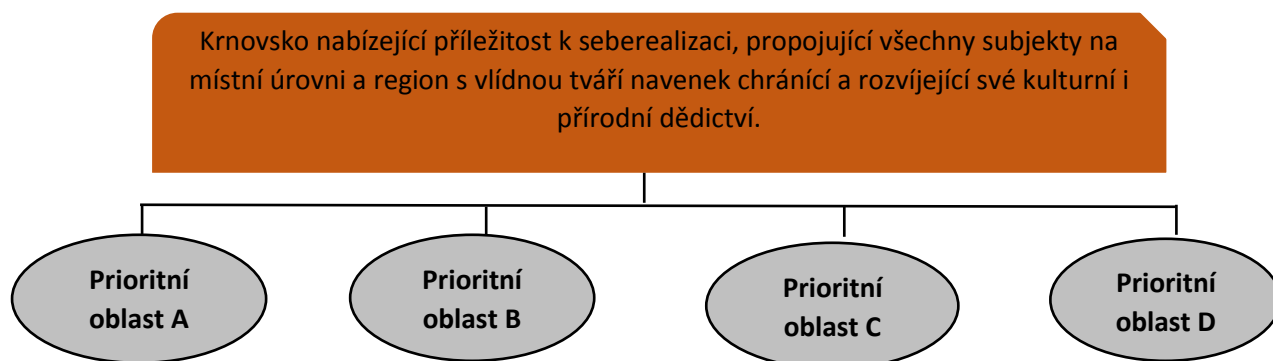 Krnovsko nabízející příležitost k seberealizaci, propojující všechny subjekty na
místní úrovni a region s vlídnou tváří navenek chránící a rozvíjející své kulturní i
přírodní dědictví.
Prioritní
oblast A
Prioritní
oblast B
Prioritní
oblast C
Prioritní
oblast D